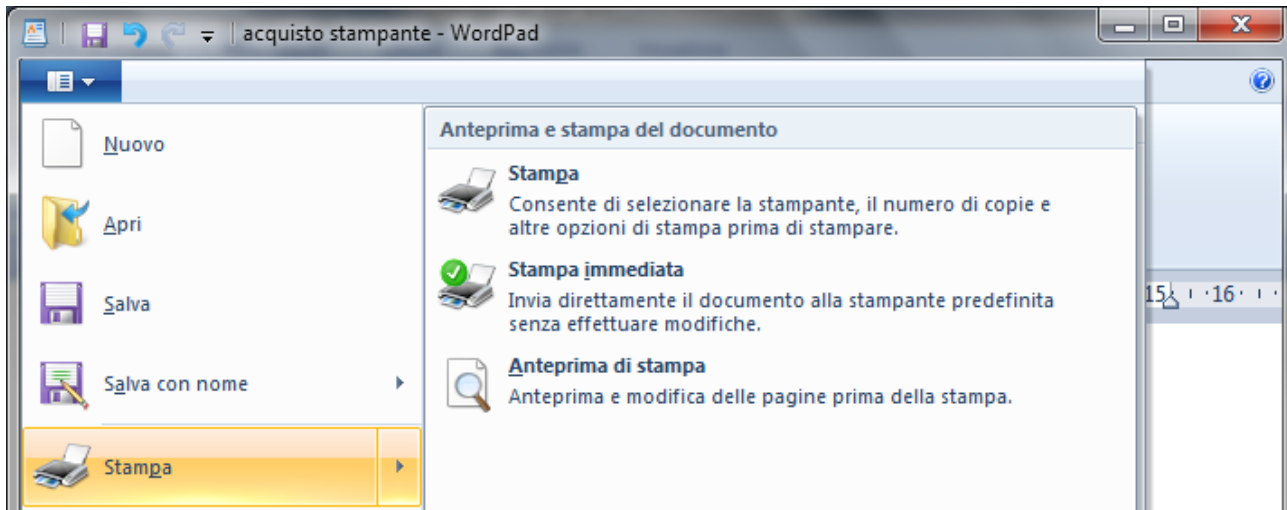 acquisto stampante - WordPad
Nuovo
Apri
Salva
Salva con nome
Stampa
Anteprima e stampa del documento
Stampa
Consente di selezionare la stampante, il numero di copie e
altre opzioni di stampa prima di stampare.
Stampa immediata
Invia direttamente il documento alla stampante predefinita
senza effettuare modifiche.
Anteprima di stampa
Anteprima e modifica delle pagine prima della stampa.
15 · ı · 16 · ı ·